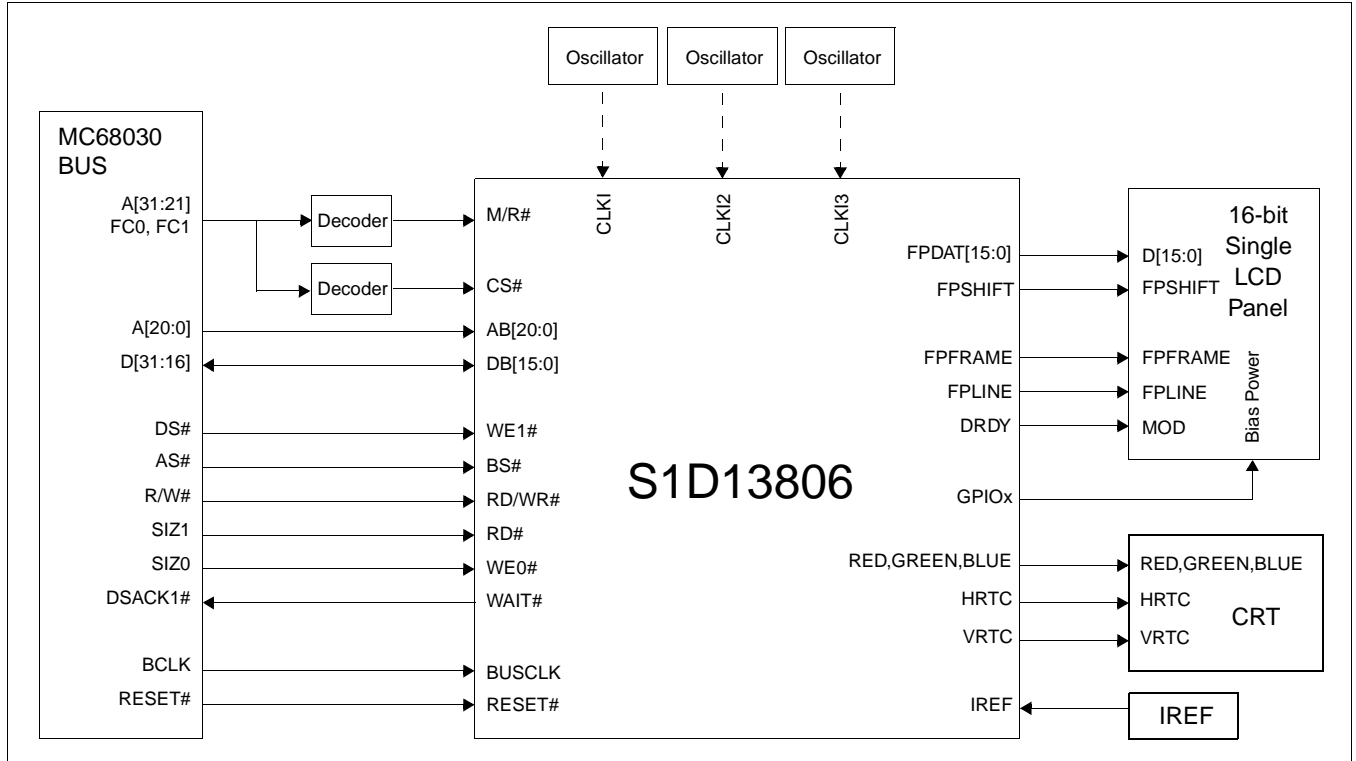 Oscillator
Oscillator
Oscillator
MC68030
BUS
A[31:21]
FC0, FC1
Decoder
Decoder
A[20:0]
D[31:16]
DS#
AS#
R/W#
SIZ1
SIZ0
DSACK1#
BCLK
RESET#
M/R#
CS#
AB[20:0]
DB[15:0]
WE1#
BS#
RD/WR#
RD#
WE0#
WAIT#
BUSCLK
RESET#
CLKI
CLKI2
CLKI3
S1D13806
FPDAT[15:0]
FPSHIFT
FPFRAME
FPLINE
DRDY
GPIOx
RED,GREEN,BLUE
HRTC
VRTC
IREF
16-bit
Single
LCD
Panel
D[15:0]
FPSHIFT
FPFRAME
FPLINE
MOD
Bias Power
RED,GREEN,BLUE
HRTC
VRTC
CRT
IREF